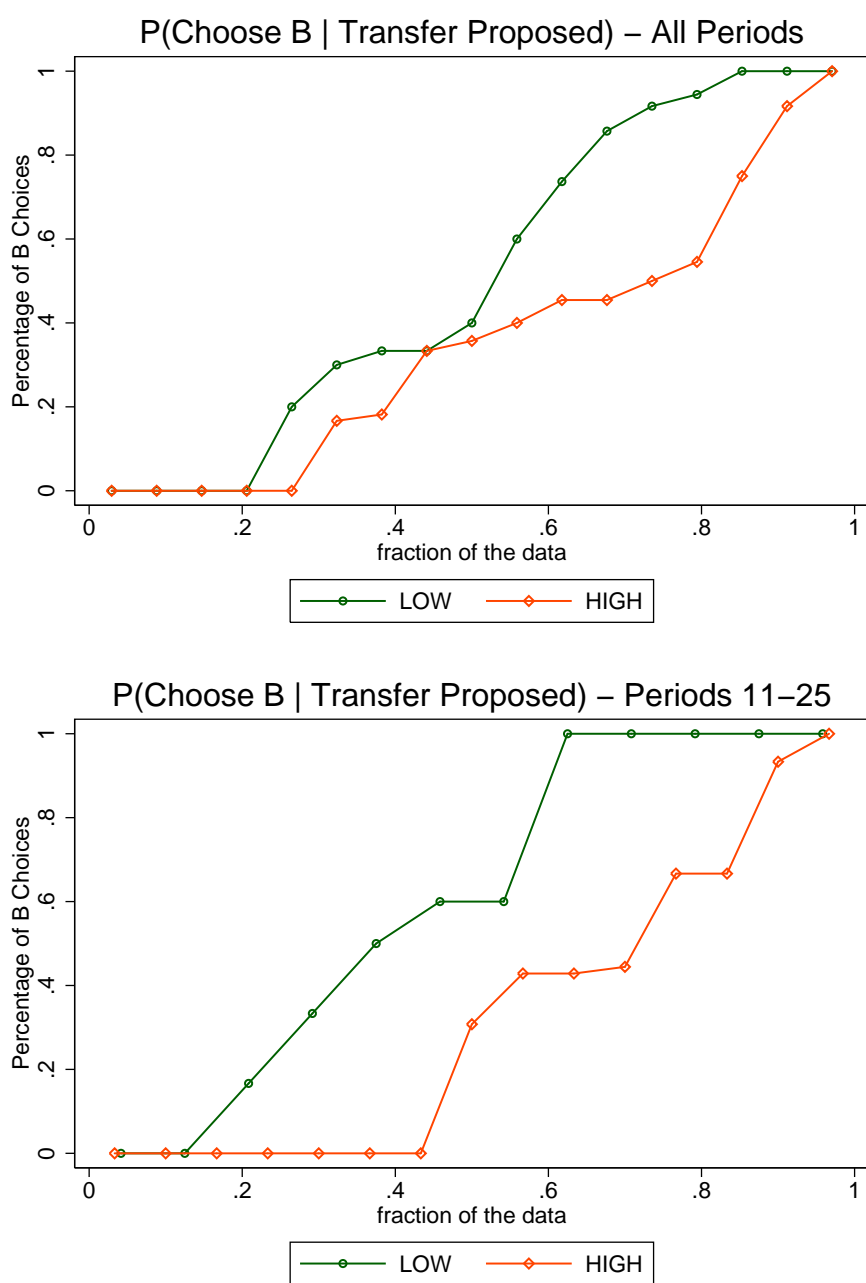 P(Choose B | Transfer Proposed) − All Periods
Percentage of B Choices
1
.8
.6
.4
.2
0
0 .2 .4 .6 .8 1
fraction of the data
LOW HIGH
P(Choose B | Transfer Proposed) − Periods 11−25
Percentage of B Choices
1
.8
.6
.4
.2
0
0 .2 .4 .6 .8 1
fraction of the data
LOW HIGH